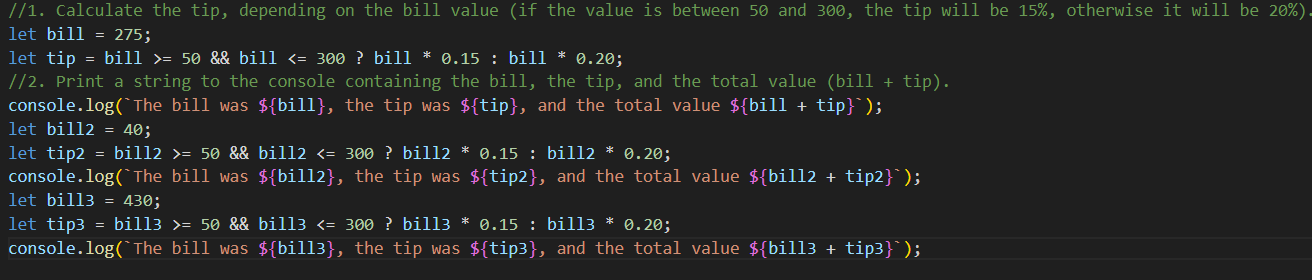 //1. Calculate the tip, depending on the bill value (if the value is between 50 and 300, the tip will be 15%, otherwise it will be 20%).
let bill = 275;
let tip = bill >= 50 && bill <= 300 ? bill * 0.15 : bill * 0.20;
//2. Print a string to the console containing the bill, the tip, and the total value (bill + tip).
console.log(`The bill was ${bill}, the tip was ${tip}, and the total value ${bill + tip}`);
let bill2 = 40;
let tip2 = bill2 >= 50 && bill2 <= 300 ? bill2 * 0.15 : bill2 * 0.20;
console.log(`The bill was ${bill2}, the tip was ${tip2}, and the total value ${bill2 + tip2}`);
let bill3 = 430;
let tip3 = bill3 >= 50 && bill3 <= 300 ? bill3 * 0.15 : bill3 * 0.20;
console.log(`The bill was ${bill3}, the tip was ${tip3}, and the total value ${bill3 + tip3}`);